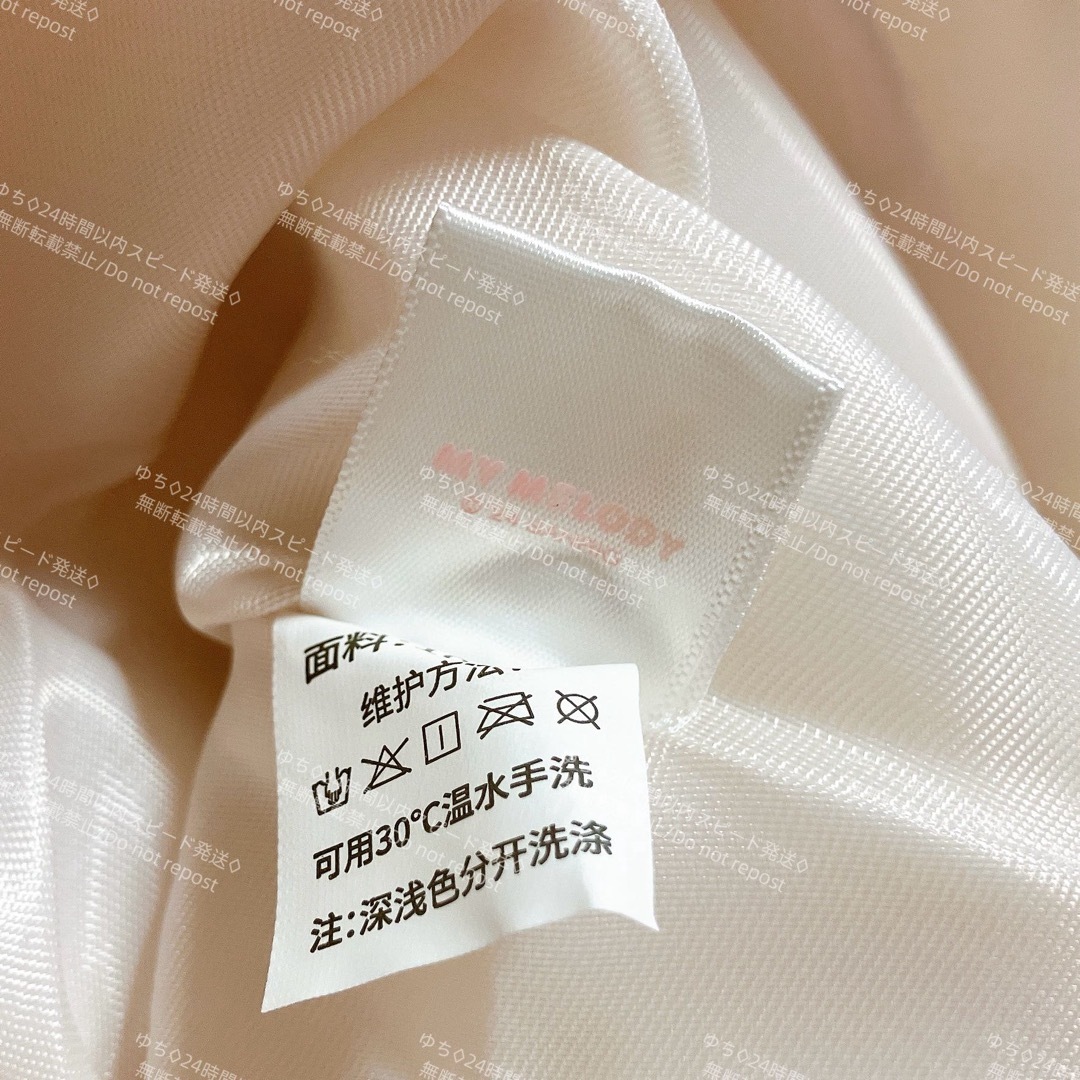 MY MELODY
面料
维护方法:
可用30℃温水手洗
注:深浅色分开洗涤
ゆち◇24時間以内スピード発送◇
無断転載禁止/Do not repost